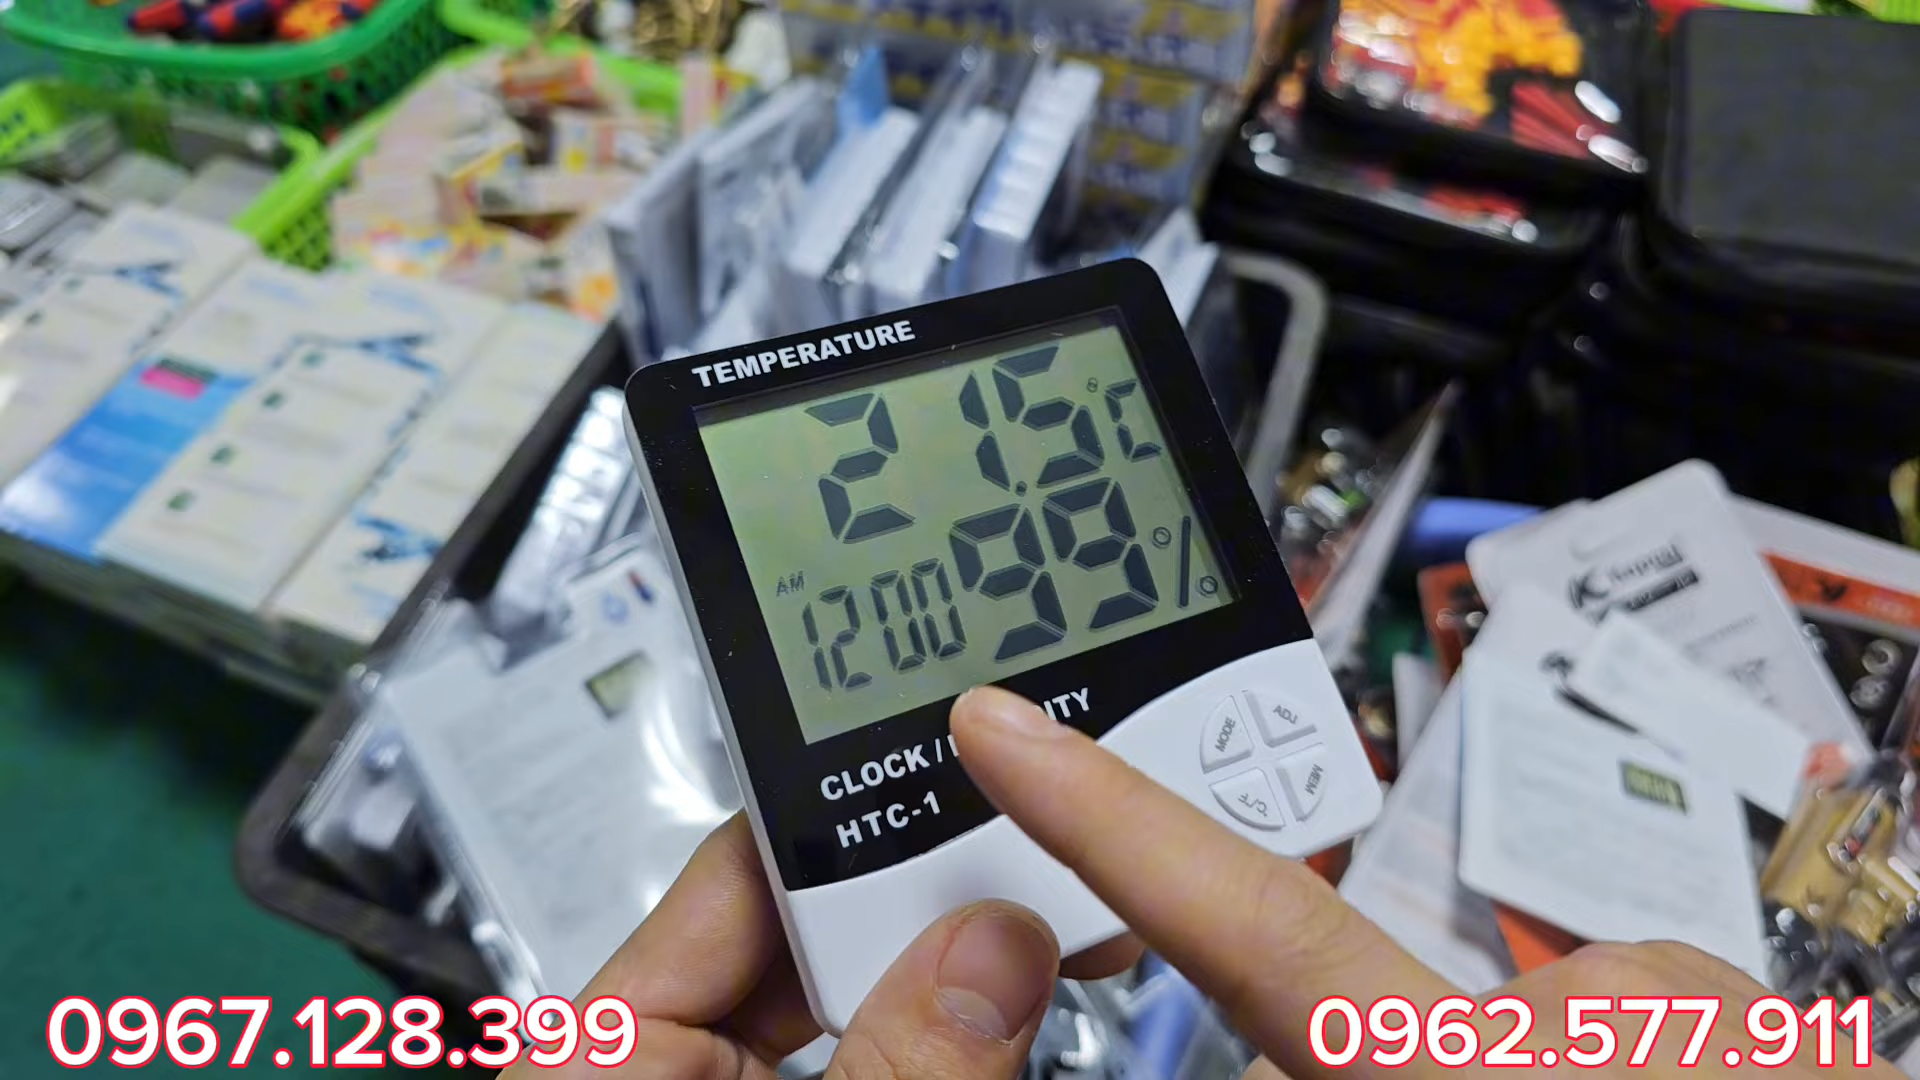 TEMPERATURE
21.5 °C
AM
12 00
99 %
CLOCK /
HTC-1
MODE
ADJ
MEM
°C/°F
0967.128.399
0962.577.911